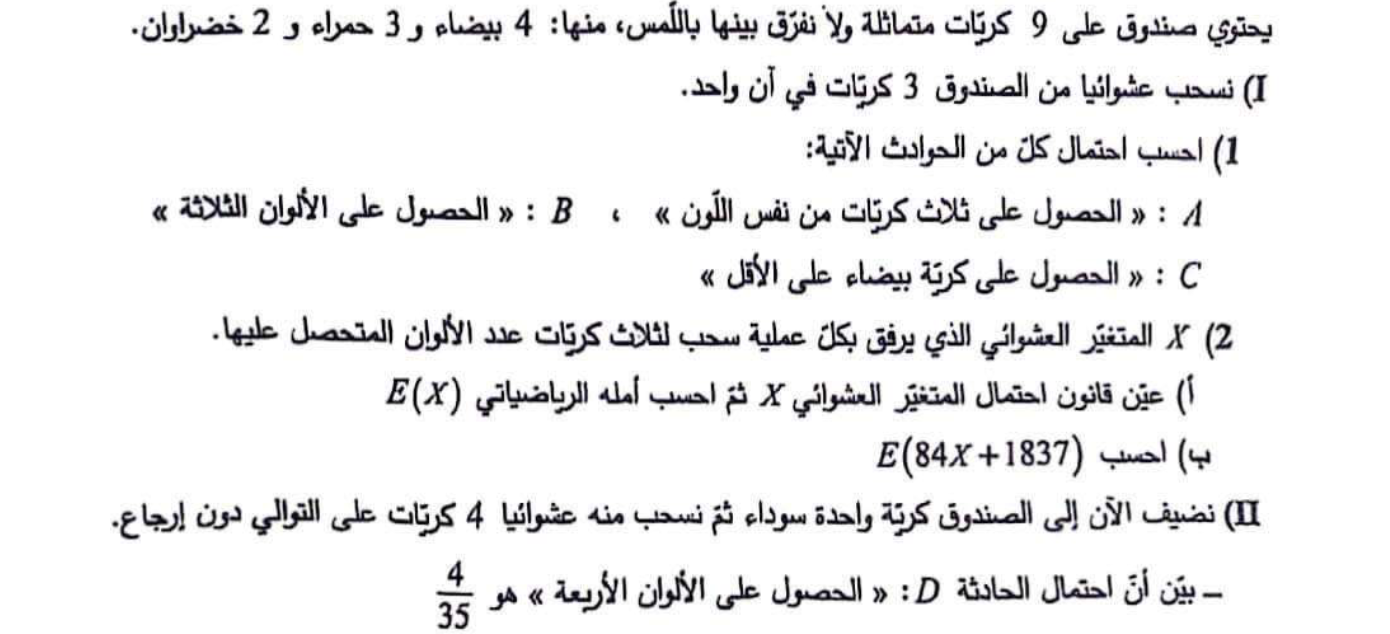 يحتوي صندوق على 9 كريّات متماثلة ولا نفرّق بينها باللّمس، منها: 4 بيضاء و 3 حمراء و 2 خضراوان.
I) نسحب عشوائيا من الصندوق 3 كريّات في آن واحد.
1) احسب احتمال كلّ من الحوادث الآتية:
A : « الحصول على ثلاث كريّات من نفس اللّون » ، B : « الحصول على الألوان الثلاثة »
C : « الحصول على كريّة بيضاء على الأقل »
2) X المتغيّر العشوائي الذي يرفق بكلّ عملية سحب لثلاث كريّات عدد الألوان المتحصل عليها.
أ) عيّن قانون احتمال المتغيّر العشوائي X ثمّ احسب أمله الرياضياتي E(X)
ب) احسب E(84X+1837)
II) نضيف الآن إلى الصندوق كريّة واحدة سوداء ثمّ نسحب منه عشوائيا 4 كريّات على التوالي دون إرجاع.
– بيّن أنّ احتمال الحادثة D : « الحصول على الألوان الأربعة » هو 4/35